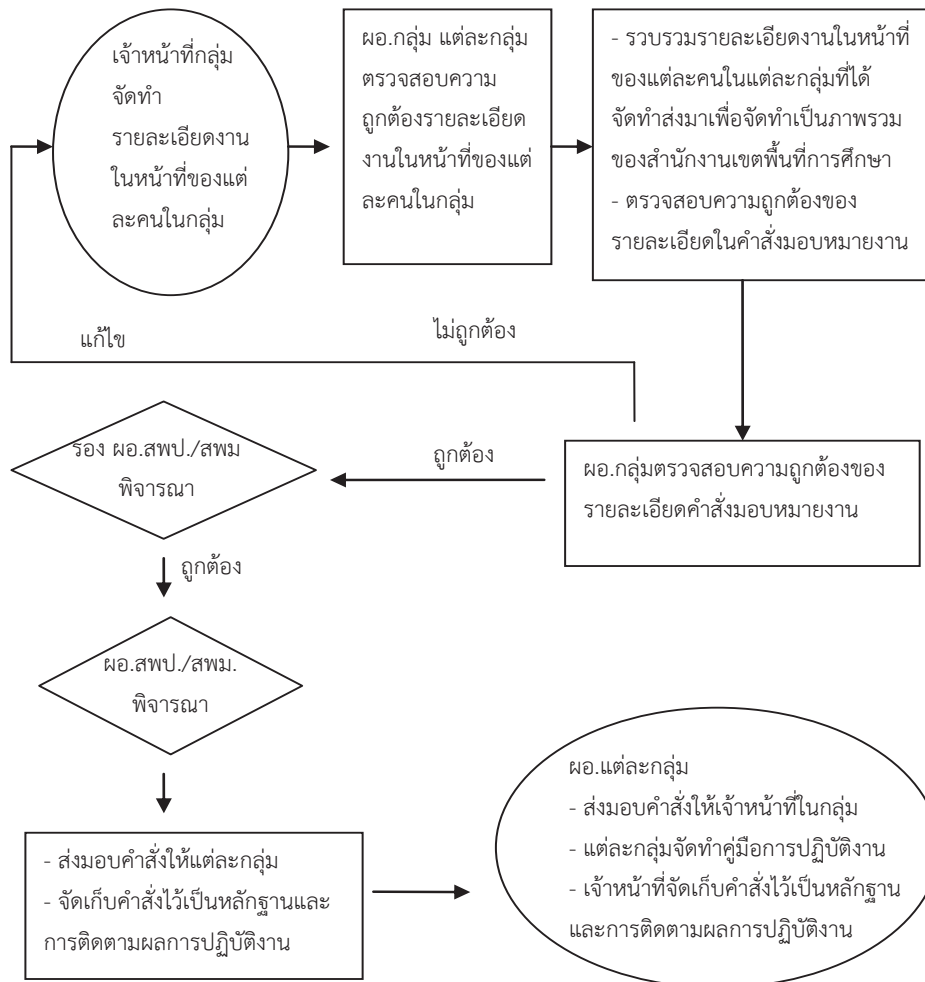 เจ้าหน้าที่กลุ่ม
จัดทำ
รายละเอียดงาน
ในหน้าที่ของแต่
ละคนในกลุ่ม
ผอ.กลุ่ม แต่ละกลุ่ม
ตรวจสอบความ
ถูกต้องรายละเอียด
งานในหน้าที่ของแต่
ละคนในกลุ่ม
- รวบรวมรายละเอียดงานในหน้าที่
ของแต่ละคนในแต่ละกลุ่มที่ได้
จัดทำส่งมาเพื่อจัดทำเป็นภาพรวม
ของสำนักงานเขตพื้นที่การศึกษา
- ตรวจสอบความถูกต้องของ
รายละเอียดในคำสั่งมอบหมายงาน
แก้ไข
ไม่ถูกต้อง
รอง ผอ.สพป./สพม
พิจารณา
ถูกต้อง
ผอ.กลุ่มตรวจสอบความถูกต้องของ
รายละเอียดคำสั่งมอบหมายงาน
ถูกต้อง
ผอ.สพป./สพม.
พิจารณา
- ส่งมอบคำสั่งให้แต่ละกลุ่ม
- จัดเก็บคำสั่งไว้เป็นหลักฐานและ
การติดตามผลการปฏิบัติงาน
ผอ.แต่ละกลุ่ม
- ส่งมอบคำสั่งให้เจ้าหน้าที่ในกลุ่ม
- แต่ละกลุ่มจัดทำคู่มือการปฏิบัติงาน
- เจ้าหน้าที่จัดเก็บคำสั่งไว้เป็นหลักฐาน
และการติดตามผลการปฏิบัติงาน